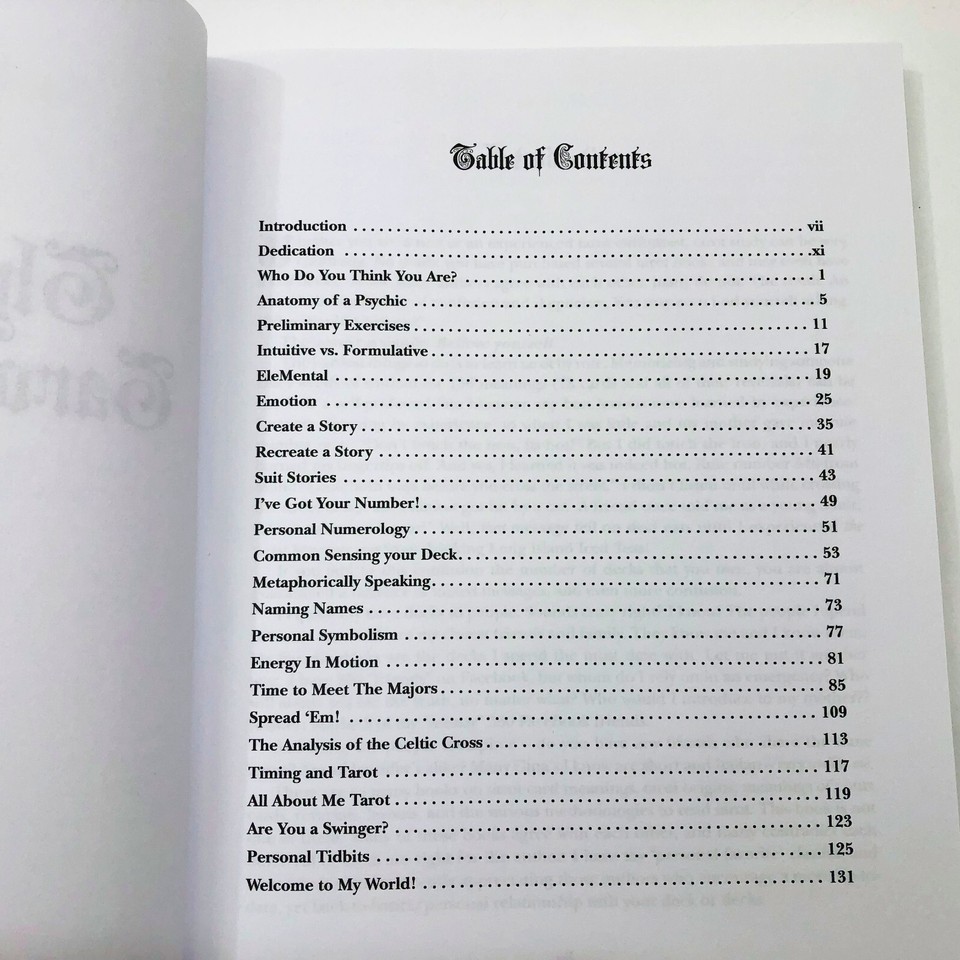 Table of Contents
Introduction ........ vii
Dedication ........ xi
Who Do You Think You Are? ........ 1
Anatomy of a Psychic ........ 5
Preliminary Exercises ........ 11
Intuitive vs. Formulative ........ 17
EleMental ........ 19
Emotion ........ 25
Create a Story ........ 35
Recreate a Story ........ 41
Suit Stories ........ 43
I've Got Your Number! ........ 49
Personal Numerology ........ 51
Common Sensing your Deck ........ 53
Metaphorically Speaking ........ 71
Naming Names ........ 73
Personal Symbolism ........ 77
Energy In Motion ........ 81
Time to Meet The Majors ........ 85
Spread ‘Em! ........ 109
The Analysis of the Celtic Cross ........ 113
Timing and Tarot ........ 117
All About Me Tarot ........ 119
Are You a Swinger? ........ 123
Personal Tidbits ........ 125
Welcome to My World! ........ 131